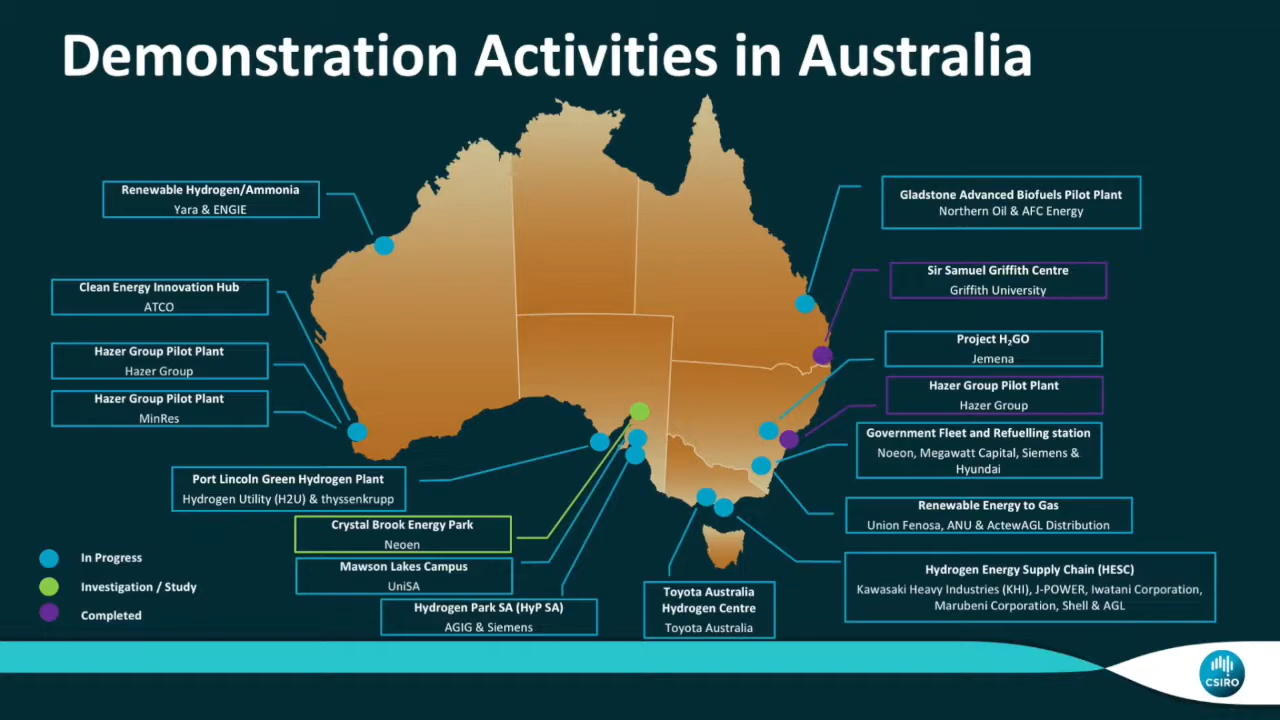 Demonstration Activities in Australia
Renewable Hydrogen/Ammonia
Yara & ENGIE
Clean Energy Innovation Hub
ATCO
Hazer Group Pilot Plant
Hazer Group
Hazer Group Pilot Plant
MinRes
Port Lincoln Green Hydrogen Plant
Hydrogen Utility (H2U) & thyssenkrupp
Crystal Brook Energy Park
Neoen
Mawson Lakes Campus
UniSA
Hydrogen Park SA (HyP SA)
AGIG & Siemens
Toyota Australia
Hydrogen Centre
Toyota Australia
Gladstone Advanced Biofuels Pilot Plant
Northern Oil & AFC Energy
Sir Samuel Griffith Centre
Griffith University
Project H₂GO
Jemena
Hazer Group Pilot Plant
Hazer Group
Government Fleet and Refuelling station
Noeon, Megawatt Capital, Siemens &
Hyundai
Renewable Energy to Gas
Union Fenosa, ANU & ActewAGL Distribution
Hydrogen Energy Supply Chain (HESC)
Kawasaki Heavy Industries (KHI), J-POWER, Iwatani Corporation,
Marubeni Corporation, Shell & AGL
In Progress
Investigation / Study
Completed
CSIRO